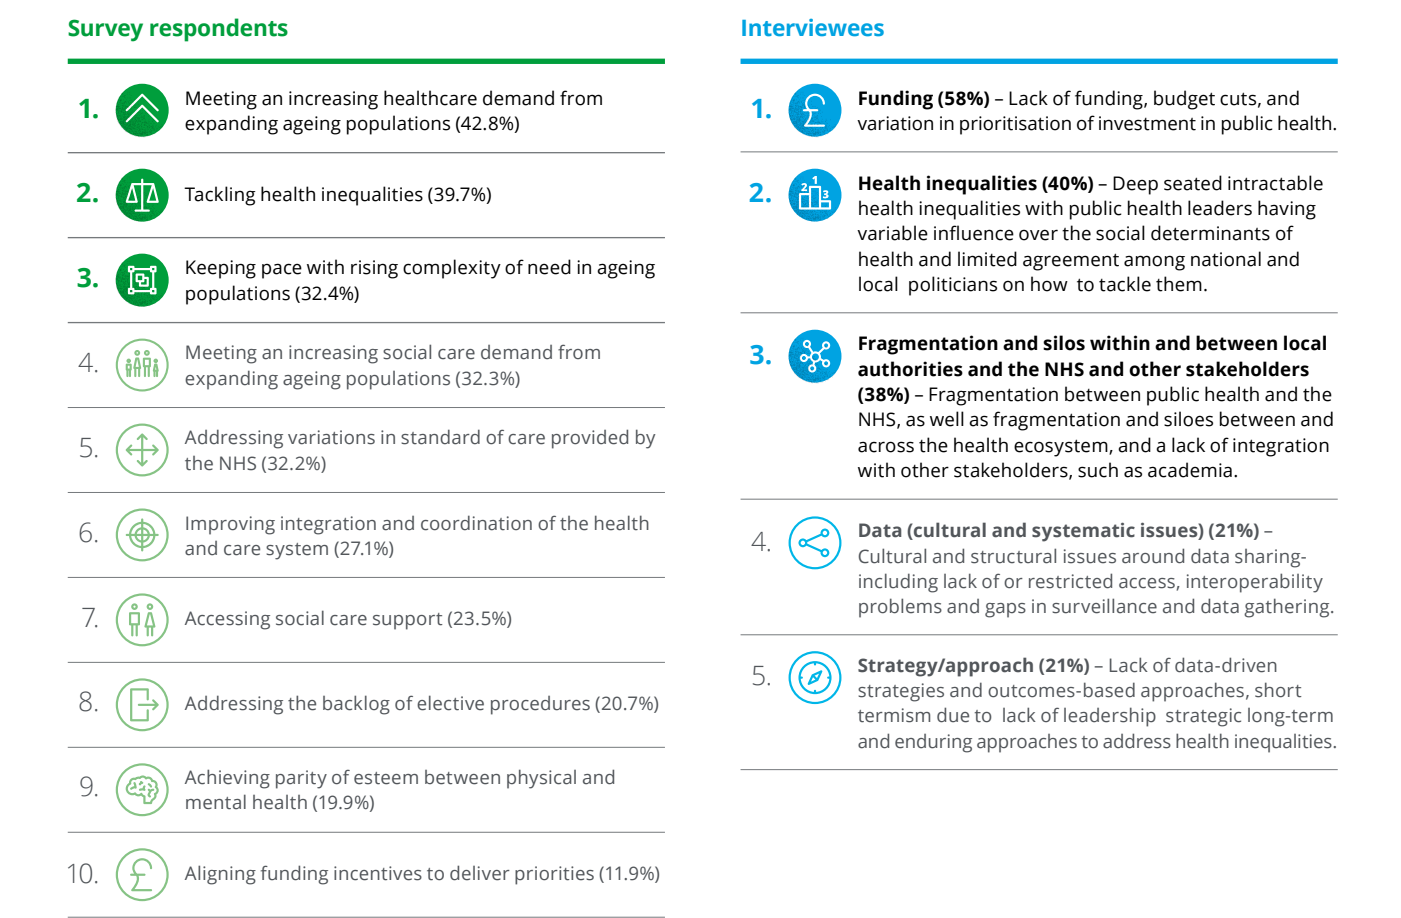 Survey respondents
1.
Meeting an increasing healthcare demand from
expanding ageing populations (42.8%)
2.
Tackling health inequalities (39.7%)
3.
Keeping pace with rising complexity of need in ageing
populations (32.4%)
4.
Meeting an increasing social care demand from
expanding ageing populations (32.3%)
5.
Addressing variations in standard of care provided by
the NHS (32.2%)
6.
Improving integration and coordination of the health
and care system (27.1%)
7.
Accessing social care support (23.5%)
8.
Addressing the backlog of elective procedures (20.7%)
9.
Achieving parity of esteem between physical and
mental health (19.9%)
10.
£
Aligning funding incentives to deliver priorities (11.9%)
Interviewees
1.
£
Funding (58%) – Lack of funding, budget cuts, and
variation in prioritisation of investment in public health.
2.
2 1 3
Health inequalities (40%) – Deep seated intractable
health inequalities with public health leaders having
variable influence over the social determinants of
health and limited agreement among national and
local politicians on how to tackle them.
3.
Fragmentation and silos within and between local
authorities and the NHS and other stakeholders
(38%) – Fragmentation between public health and the
NHS, as well as fragmentation and siloes between and
across the health ecosystem, and a lack of integration
with other stakeholders, such as academia.
4.
Data (cultural and systematic issues) (21%) –
Cultural and structural issues around data sharing-
including lack of or restricted access, interoperability
problems and gaps in surveillance and data gathering.
5.
Strategy/approach (21%) – Lack of data-driven
strategies and outcomes-based approaches, short
termism due to lack of leadership strategic long-term
and enduring approaches to address health inequalities.